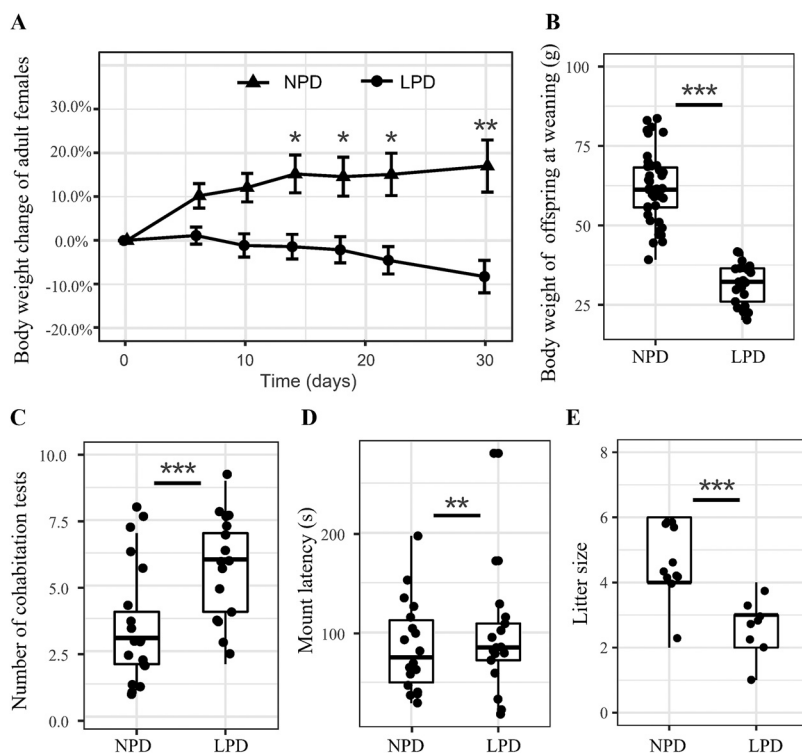 A
Body weight change of adult females
NPD LPD
30.0%
20.0%
10.0%
0.0%
-10.0%
-20.0%
* * * **
0 10 20 30
Time (days)
B
Body weight of offspring at weaning (g)
100
75
50
25
***
NPD LPD
C
Number of cohabitation tests
10.0
7.5
5.0
2.5
0.0
***
NPD LPD
D
Mount latency (s)
200
100
0
**
NPD LPD
E
Litter size
8
6
4
2
0
***
NPD LPD